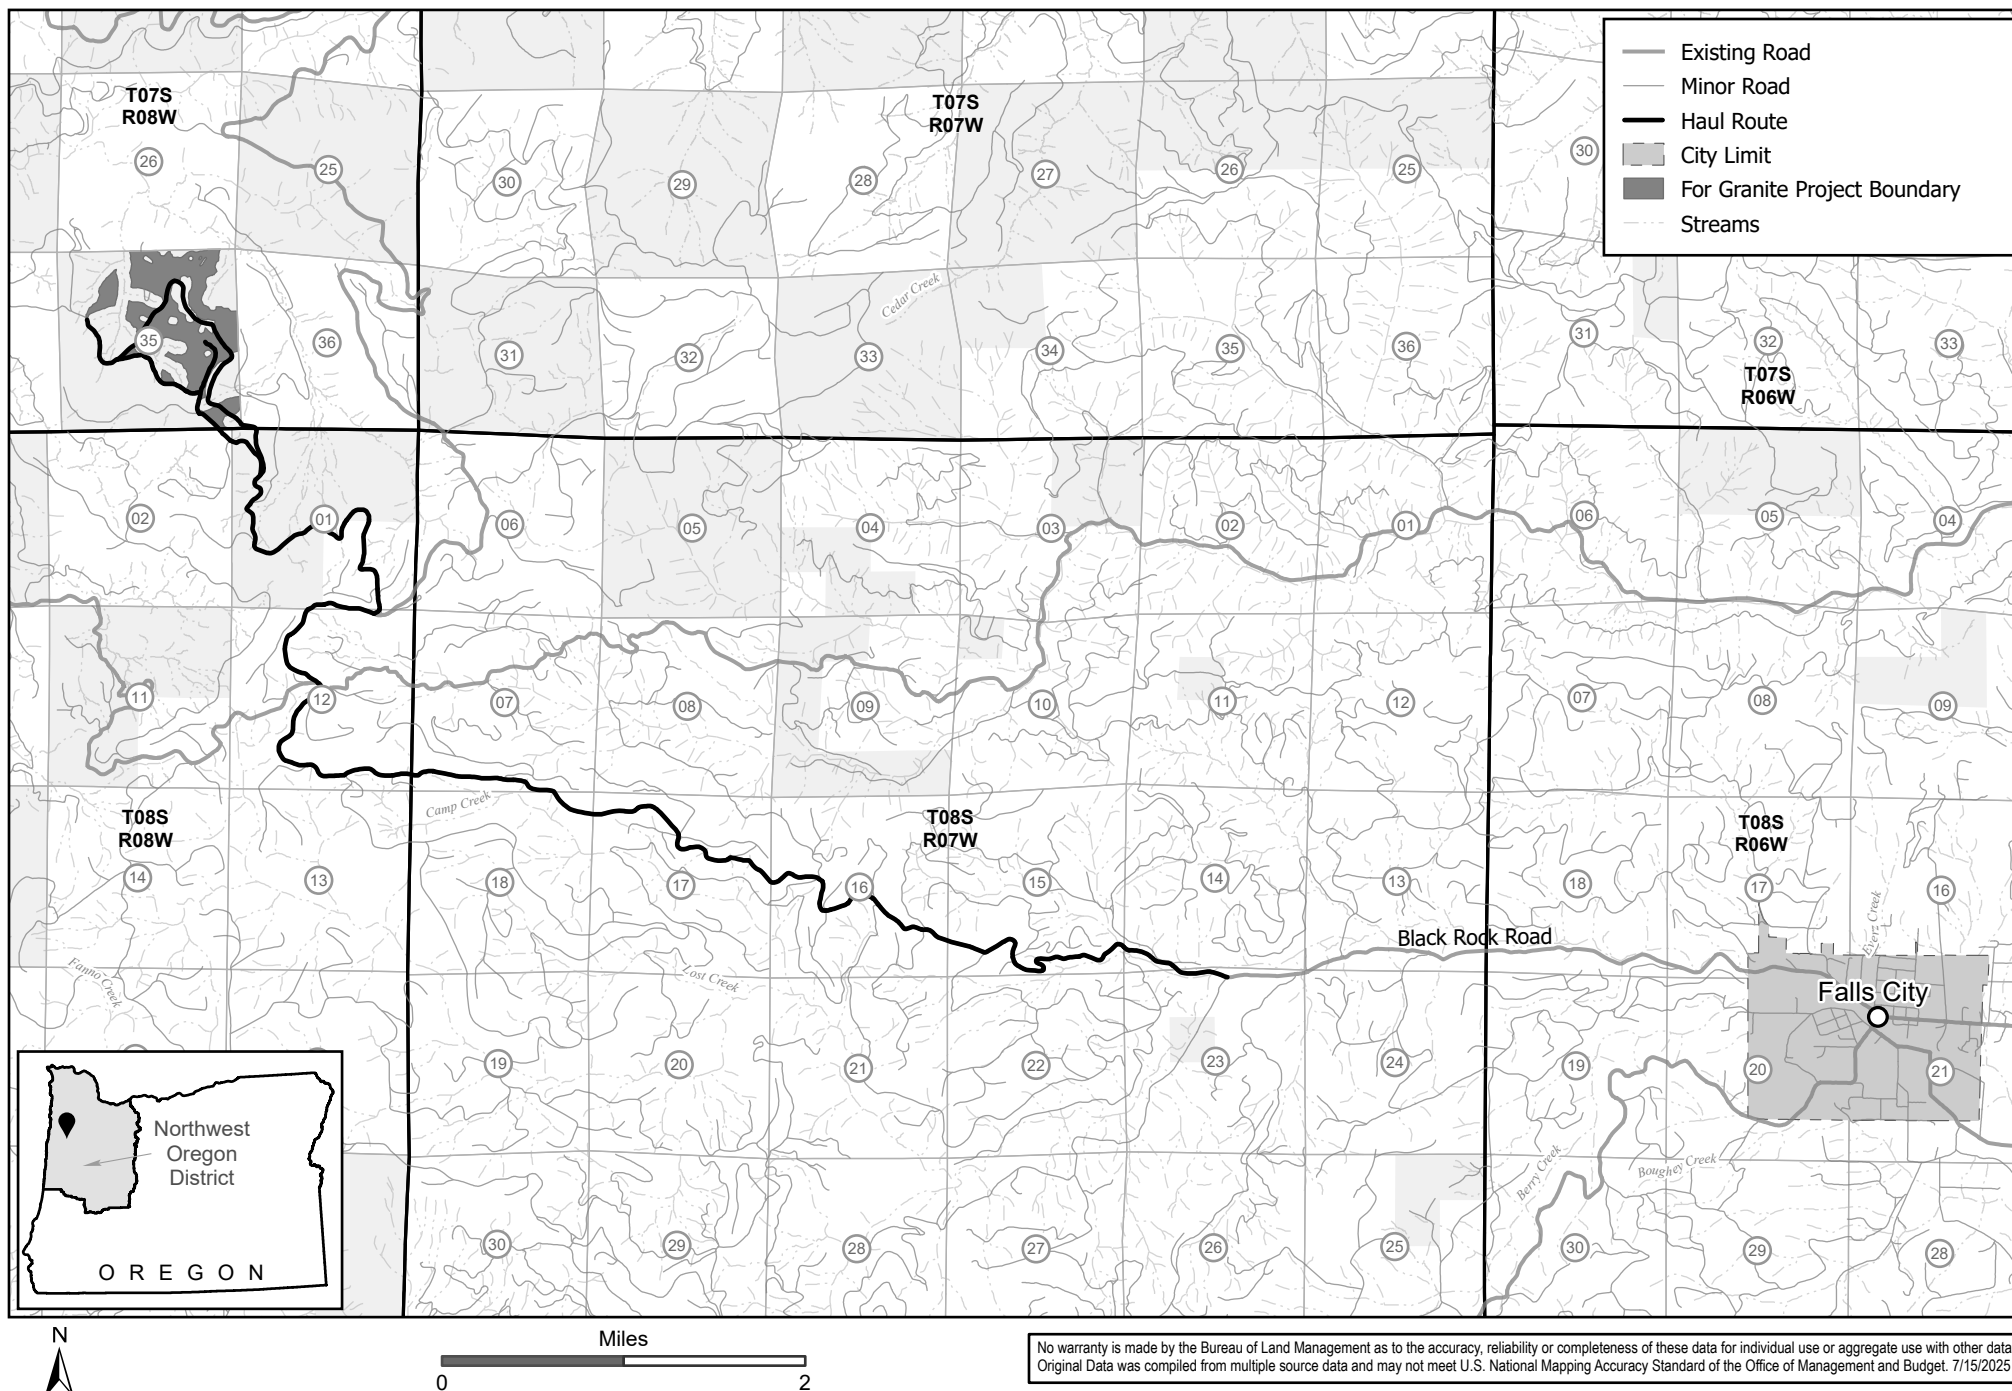 Existing Road
Minor Road
Haul Route
City Limit
For Granite Project Boundary
Streams
T07S
R08W
T07S
R07W
26
25
30
29
28
27
26
25
30
Cedar Creek
35
36
31
32
33
34
35
36
31
32
33
T07S
R06W
02
01
06
05
04
03
02
01
06
05
04
11
12
07
08
09
10
11
12
07
08
09
Camp Creek
T08S
R08W
T08S
R07W
T08S
R06W
14
13
18
17
16
15
14
13
18
17
16
Black Rock Road
Everz Creek
Fanno Creek
Lost Creek
Falls City
19
20
21
22
23
24
19
20
21
Berry Creek
Boughey Creek
30
29
28
27
26
25
30
29
28
Northwest
Oregon
District
OREGON
N
Miles
0
2
No warranty is made by the Bureau of Land Management as to the accuracy, reliability or completeness of these data for individual use or aggregate use with other data
Original Data was compiled from multiple source data and may not meet U.S. National Mapping Accuracy Standard of the Office of Management and Budget. 7/15/2025